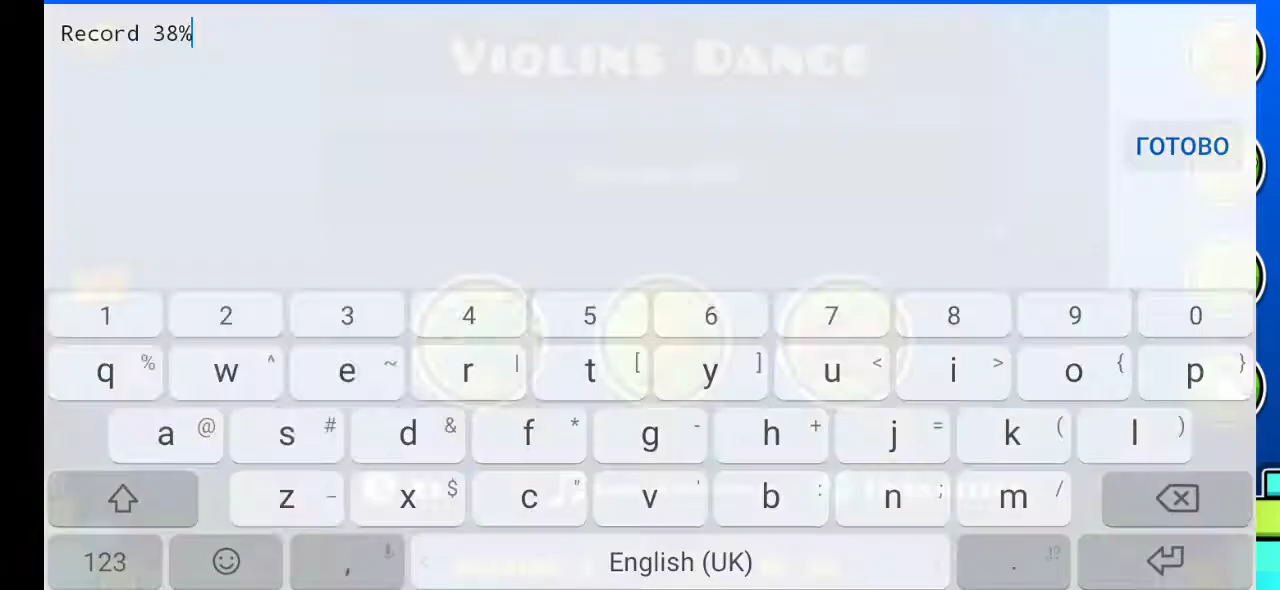 Record 38%
VIOLINS DANCE
ГОТОВО
1 2 3 4 5 6 7 8 9 0
q % w ^ e ~ r | t [ y ] u < i > o { p }
a @ s # d & f * g - h + j = k ( l )
z _ x $ c " v ' b : n ; m /
123 , English (UK) . !?